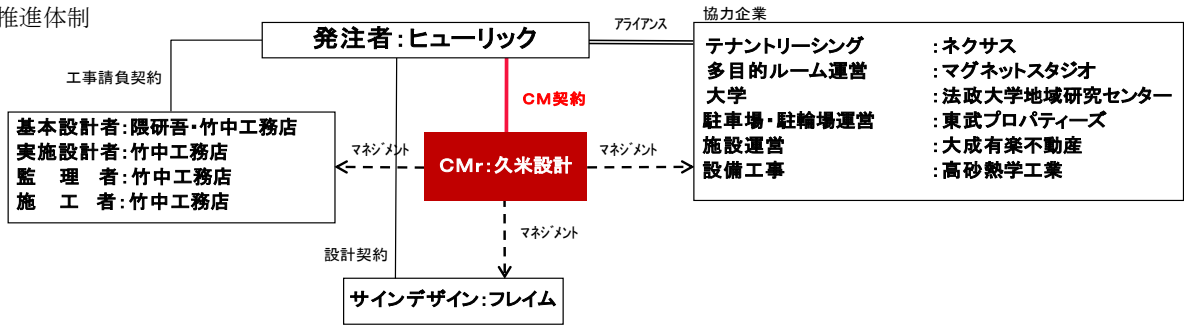 推進体制
協力企業
アライアンス
発注者：ヒューリック
工事請負契約
CM契約
基本設計者：隈研吾・竹中工務店
実施設計者：竹中工務店
監　理　者：竹中工務店
施　工　者：竹中工務店
マネジメント
CMr：久米設計
マネジメント
テナントリーシング　：ネクサス
多目的ルーム運営　：マグネットスタジオ
大学　：法政大学地域研究センター
駐車場・駐輪場運営　：東武プロパティーズ
施設運営　：大成有楽不動産
設備工事　：高砂熱学工業
マネジメント
設計契約
サインデザイン：フレイム